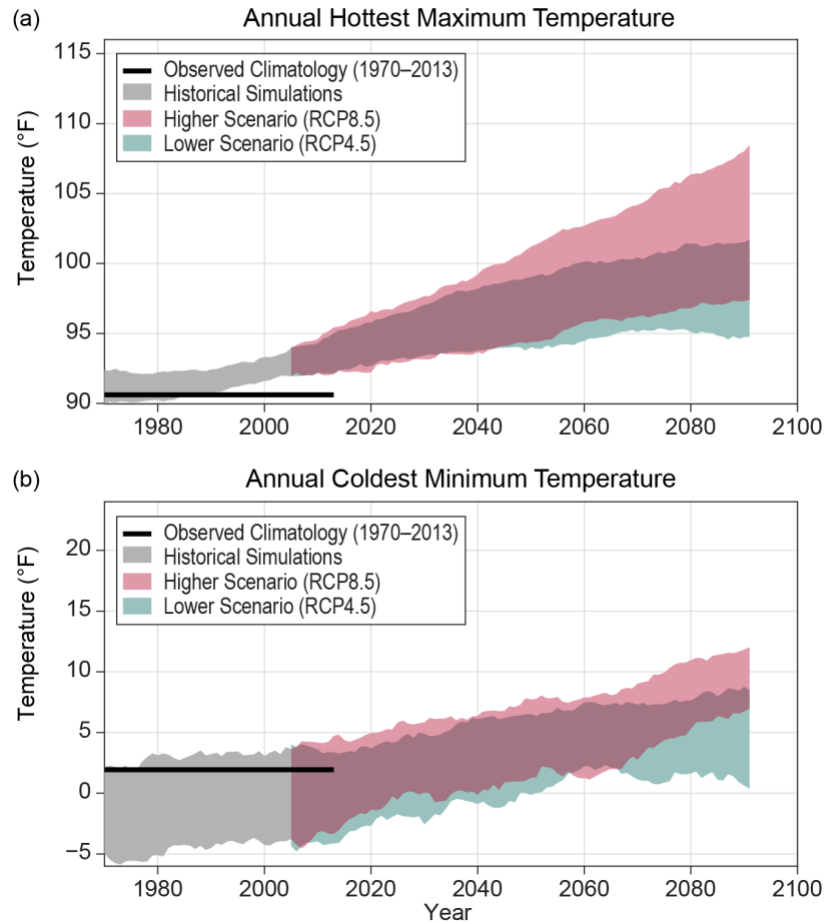 (a)
Annual Hottest Maximum Temperature
Temperature (°F)
115
110
105
100
95
90
Observed Climatology (1970–2013)
Historical Simulations
Higher Scenario (RCP8.5)
Lower Scenario (RCP4.5)
1980 2000 2020 2040 2060 2080 2100
(b)
Annual Coldest Minimum Temperature
Temperature (°F)
20
15
10
5
0
−5
Observed Climatology (1970–2013)
Historical Simulations
Higher Scenario (RCP8.5)
Lower Scenario (RCP4.5)
1980 2000 2020 2040 2060 2080 2100
Year